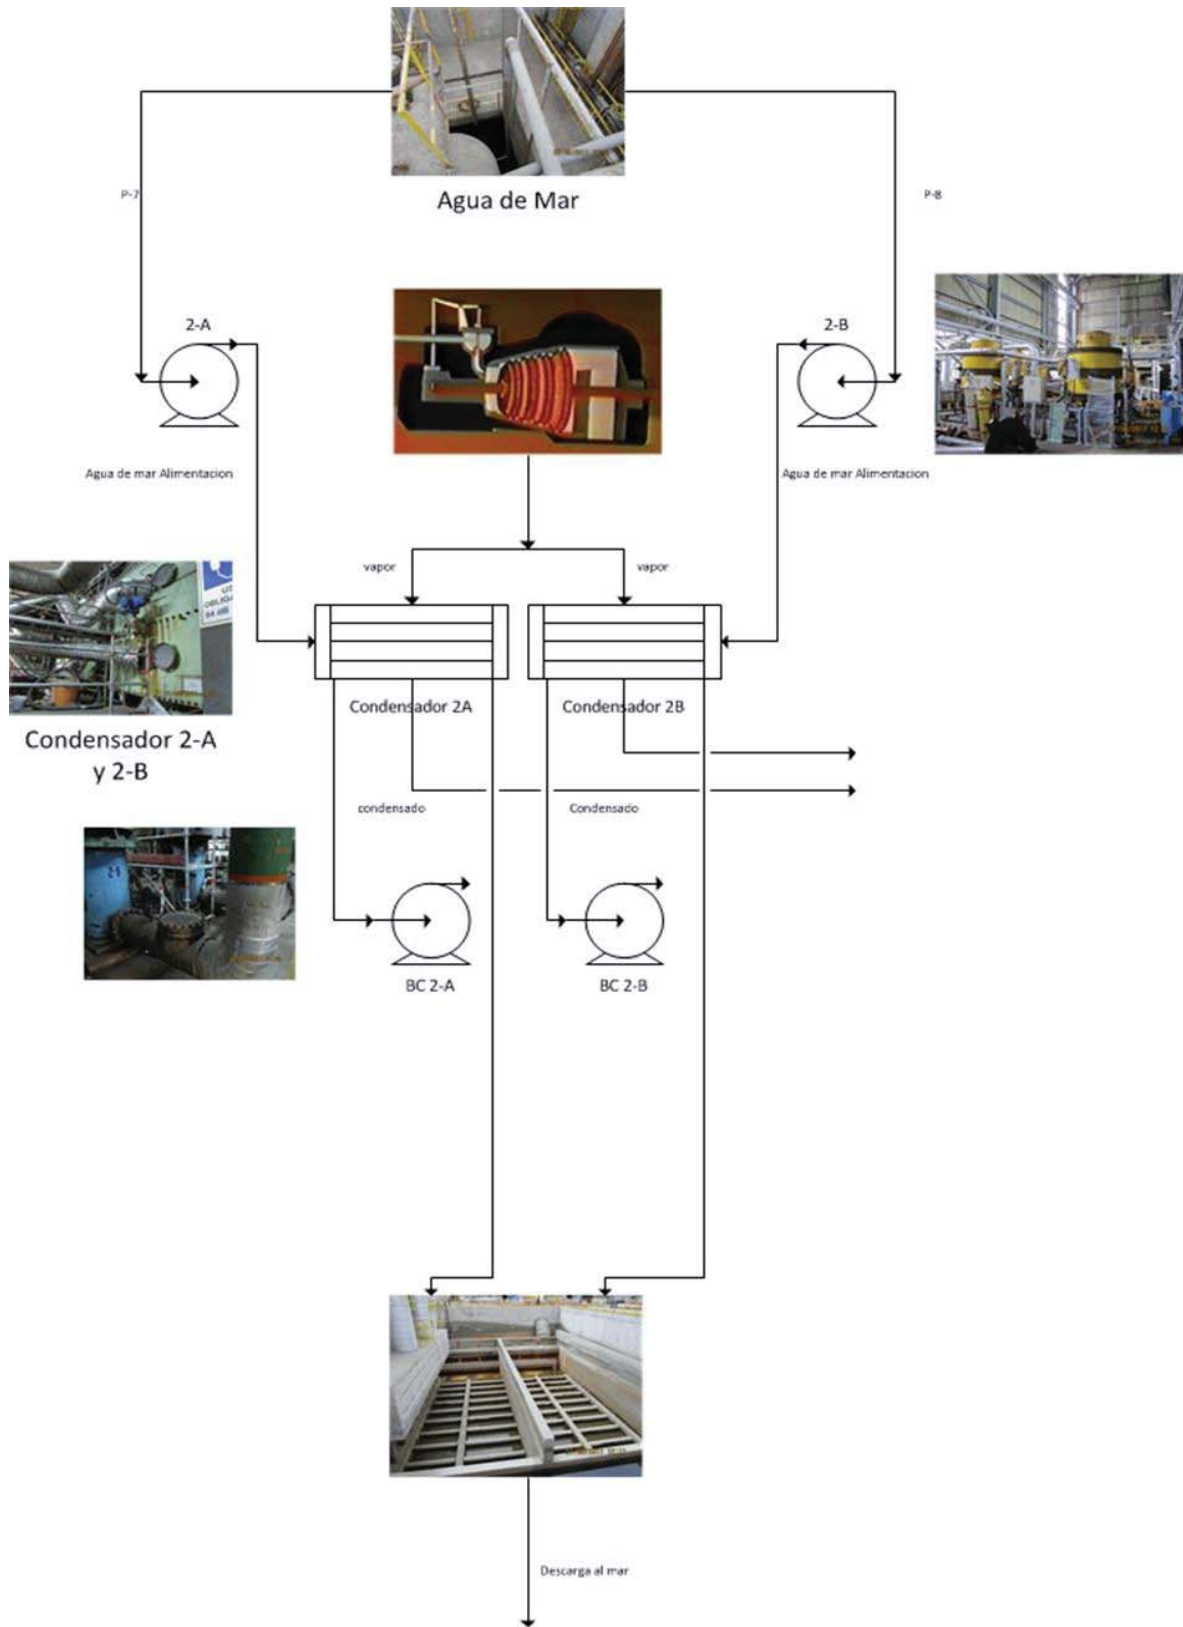 P-7
Agua de Mar
P-8
2-A
2-B
Agua de mar Alimentacion
Agua de mar Alimentacion
vapor
vapor
OBLIGA
Condensador 2A
Condensador 2B
Condensador 2-A
y 2-B
condensado
Condensado
BC 2-A
BC 2-B
Descarga al mar